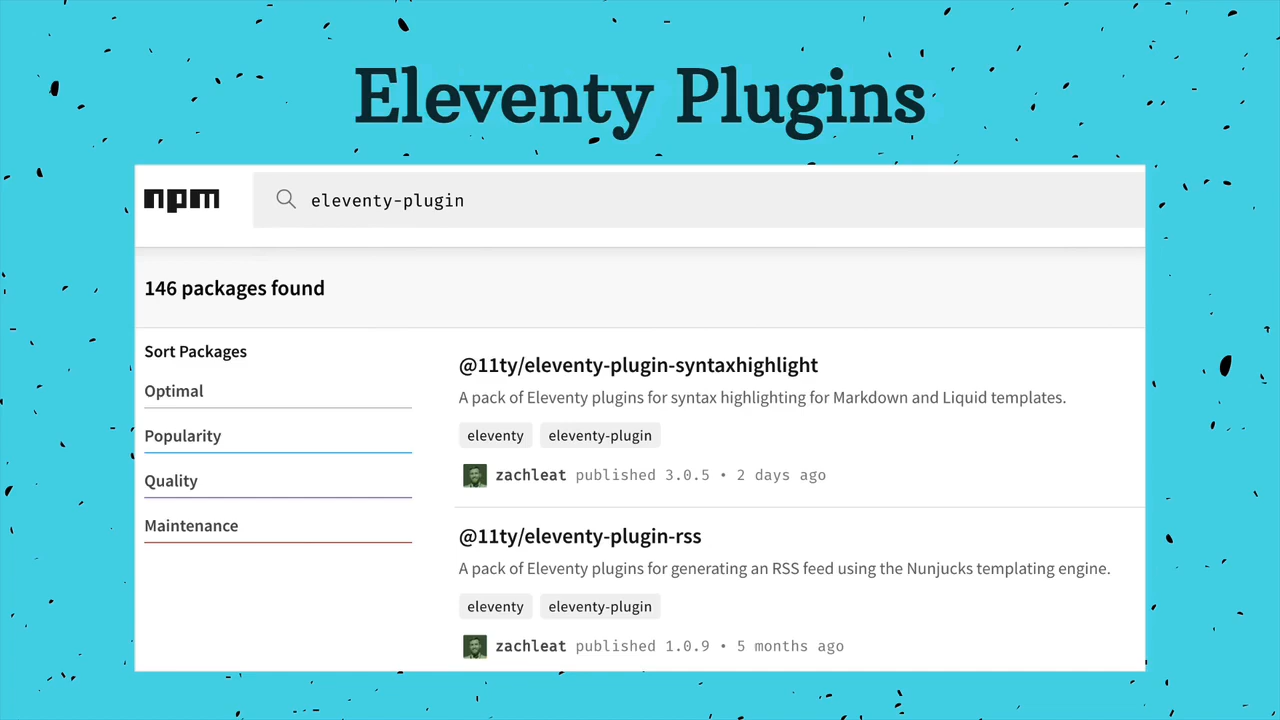 Eleventy Plugins
npm
eleventy-plugin
146 packages found
Sort Packages
Optimal
Popularity
Quality
Maintenance
@11ty/eleventy-plugin-syntaxhighlight
A pack of Eleventy plugins for syntax highlighting for Markdown and Liquid templates.
eleventy eleventy-plugin
zachleat published 3.0.5 • 2 days ago
@11ty/eleventy-plugin-rss
A pack of Eleventy plugins for generating an RSS feed using the Nunjucks templating engine.
eleventy eleventy-plugin
zachleat published 1.0.9 • 5 months ago